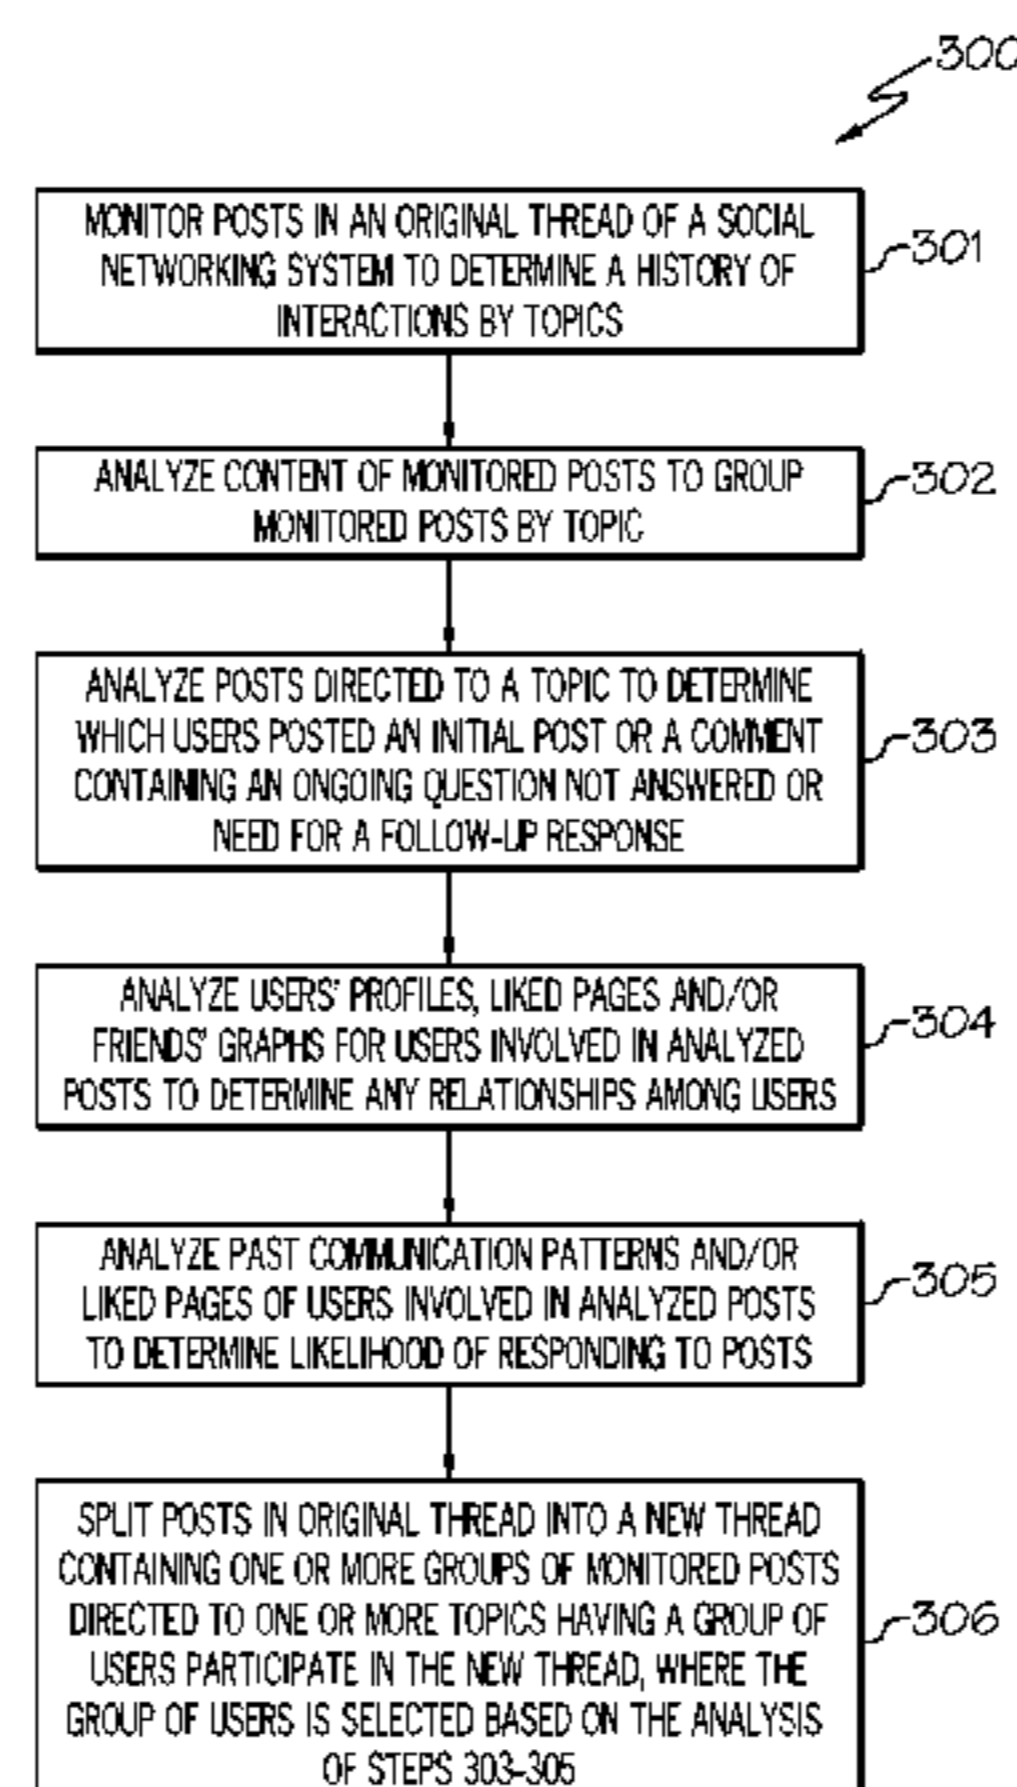 300
MONITOR POSTS IN AN ORIGINAL THREAD OF A SOCIAL
NETWORKING SYSTEM TO DETERMINE A HISTORY OF
INTERACTIONS BY TOPICS
301
ANALYZE CONTENT OF MONITORED POSTS TO GROUP
MONITORED POSTS BY TOPIC
302
ANALYZE POSTS DIRECTED TO A TOPIC TO DETERMINE
WHICH USERS POSTED AN INITIAL POST OR A COMMENT
CONTAINING AN ONGOING QUESTION NOT ANSWERED OR
NEED FOR A FOLLOW-UP RESPONSE
303
ANALYZE USERS' PROFILES, LIKED PAGES AND/OR
FRIENDS' GRAPHS FOR USERS INVOLVED IN ANALYZED
POSTS TO DETERMINE ANY RELATIONSHIPS AMONG USERS
304
ANALYZE PAST COMMUNICATION PATTERNS AND/OR
LIKED PAGES OF USERS INVOLVED IN ANALYZED POSTS
TO DETERMINE LIKELIHOOD OF RESPONDING TO POSTS
305
SPLIT POSTS IN ORIGINAL THREAD INTO A NEW THREAD
CONTAINING ONE OR MORE GROUPS OF MONITORED POSTS
DIRECTED TO ONE OR MORE TOPICS HAVING A GROUP OF
USERS PARTICIPATE IN THE NEW THREAD, WHERE THE
GROUP OF USERS IS SELECTED BASED ON THE ANALYSIS
OF STEPS 303-305
306